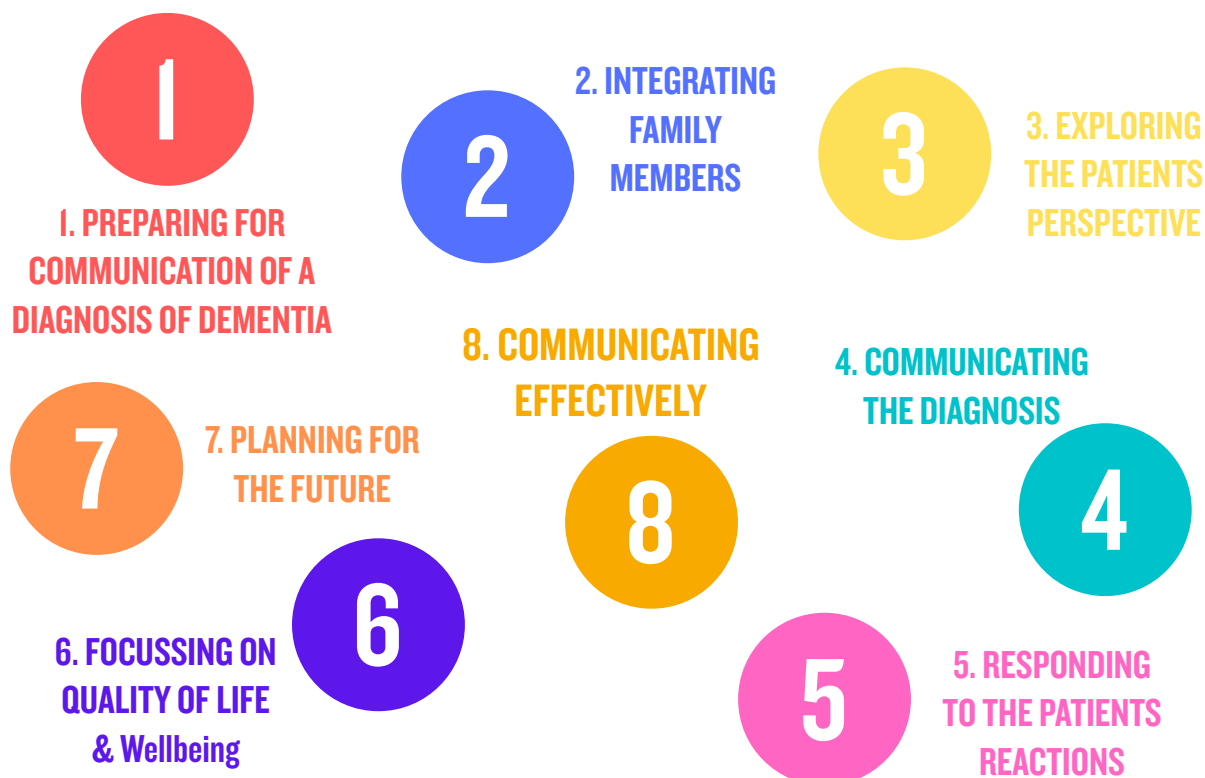 1
1. PREPARING FOR
COMMUNICATION OF A
DIAGNOSIS OF DEMENTIA
2
2. INTEGRATING
FAMILY
MEMBERS
3
3. EXPLORING
THE PATIENTS
PERSPECTIVE
4. COMMUNICATING
THE DIAGNOSIS
4
5
5. RESPONDING
TO THE PATIENTS
REACTIONS
6
6. FOCUSSING ON
QUALITY OF LIFE
& Wellbeing
7
7. PLANNING FOR
THE FUTURE
8. COMMUNICATING
EFFECTIVELY
8